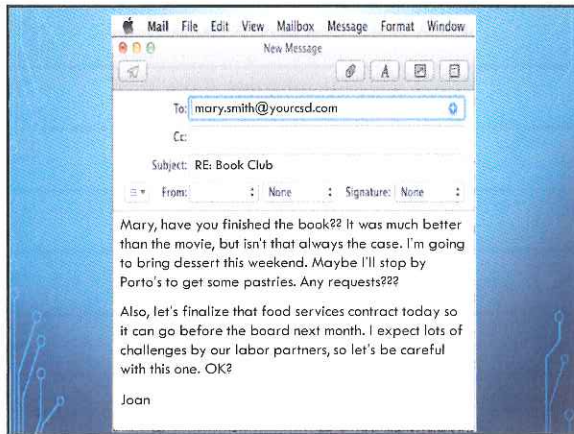 Mail File Edit View Mailbox Message Format Window
New Message
To: mary.smith@yourcsd.com
Cc:
Subject: RE: Book Club
From: None Signature: None
Mary, have you finished the book?? It was much better
than the movie, but isn't that always the case. I'm going
to bring dessert this weekend. Maybe I'll stop by
Porto's to get some pastries. Any requests???
Also, let's finalize that food services contract today so
it can go before the board next month. I expect lots of
challenges by our labor partners, so let's be careful
with this one. OK?
Joan